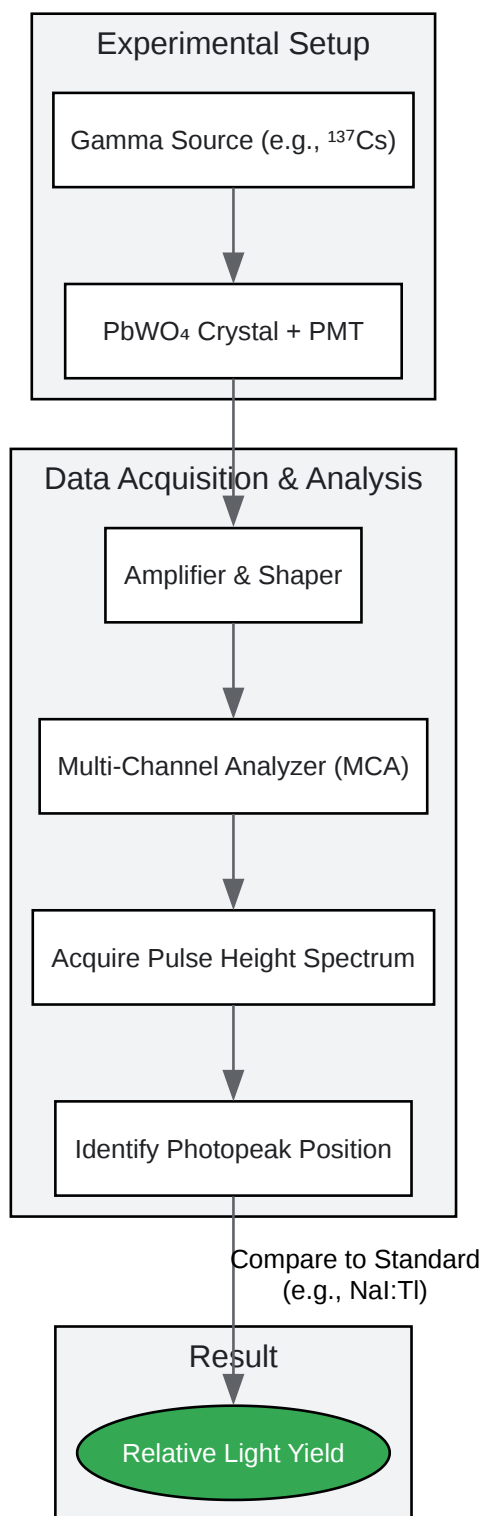 Experimental Setup
Gamma Source (e.g., ¹³⁷Cs)
PbWO₄ Crystal + PMT
Data Acquisition & Analysis
Amplifier & Shaper
Multi-Channel Analyzer (MCA)
Acquire Pulse Height Spectrum
Identify Photopeak Position
Compare to Standard
(e.g., NaI:Tl)
Result
Relative Light Yield